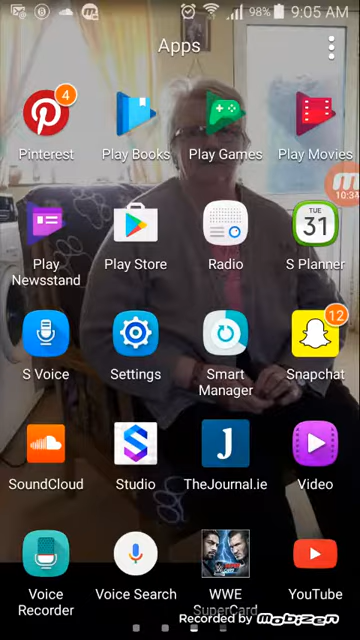 98% 9:05 AM
Apps
4
Pinterest Play Books Play Games Play Movies
10:34
TUE
31
Play Newsstand Play Store Radio S Planner
12
S Voice Settings Smart Manager Snapchat
J
SoundCloud Studio TheJournal.ie Video
Voice Recorder Voice Search WWE SuperCard YouTube
Recorded by Mobizen